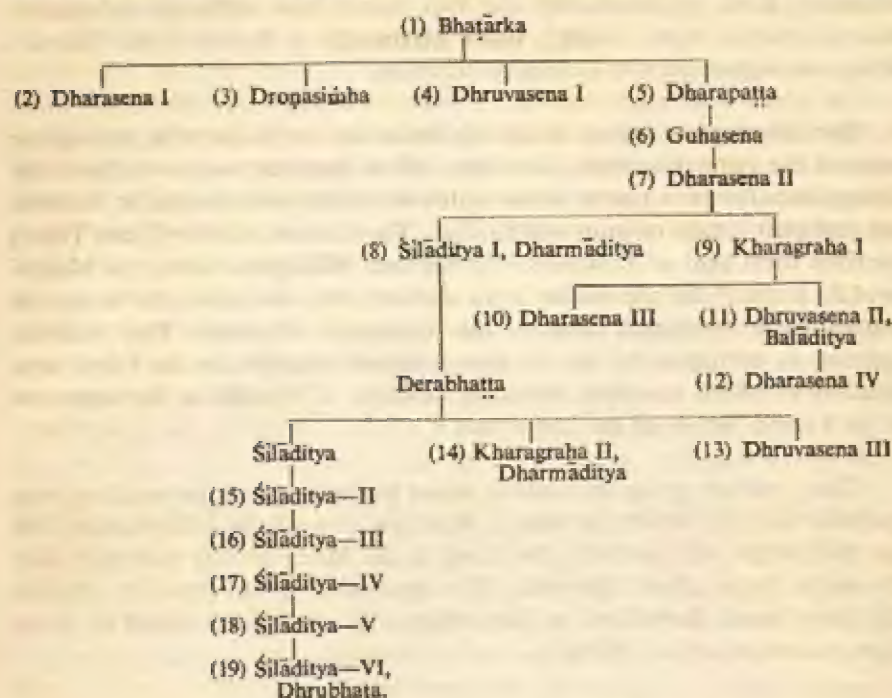 (1) Bhaṭārka
(2) Dharasena I (3) Droṇasiṁha (4) Dhruvasena I (5) Dharapaṭṭa
(6) Guhasena
(7) Dharasena II
(8) Śilāditya I, Dharmāditya (9) Kharagraha I
(10) Dharasena III (11) Dhruvasena II,
Balāditya
Derabhaṭṭa (12) Dharasena IV
Śilāditya (14) Kharagraha II, (13) Dhruvasena III
Dharmāditya
(15) Śilāditya—II
(16) Śilāditya—III
(17) Śilāditya—IV
(18) Śilāditya—V
(19) Śilāditya—VI,
Dhrubhaṭa.